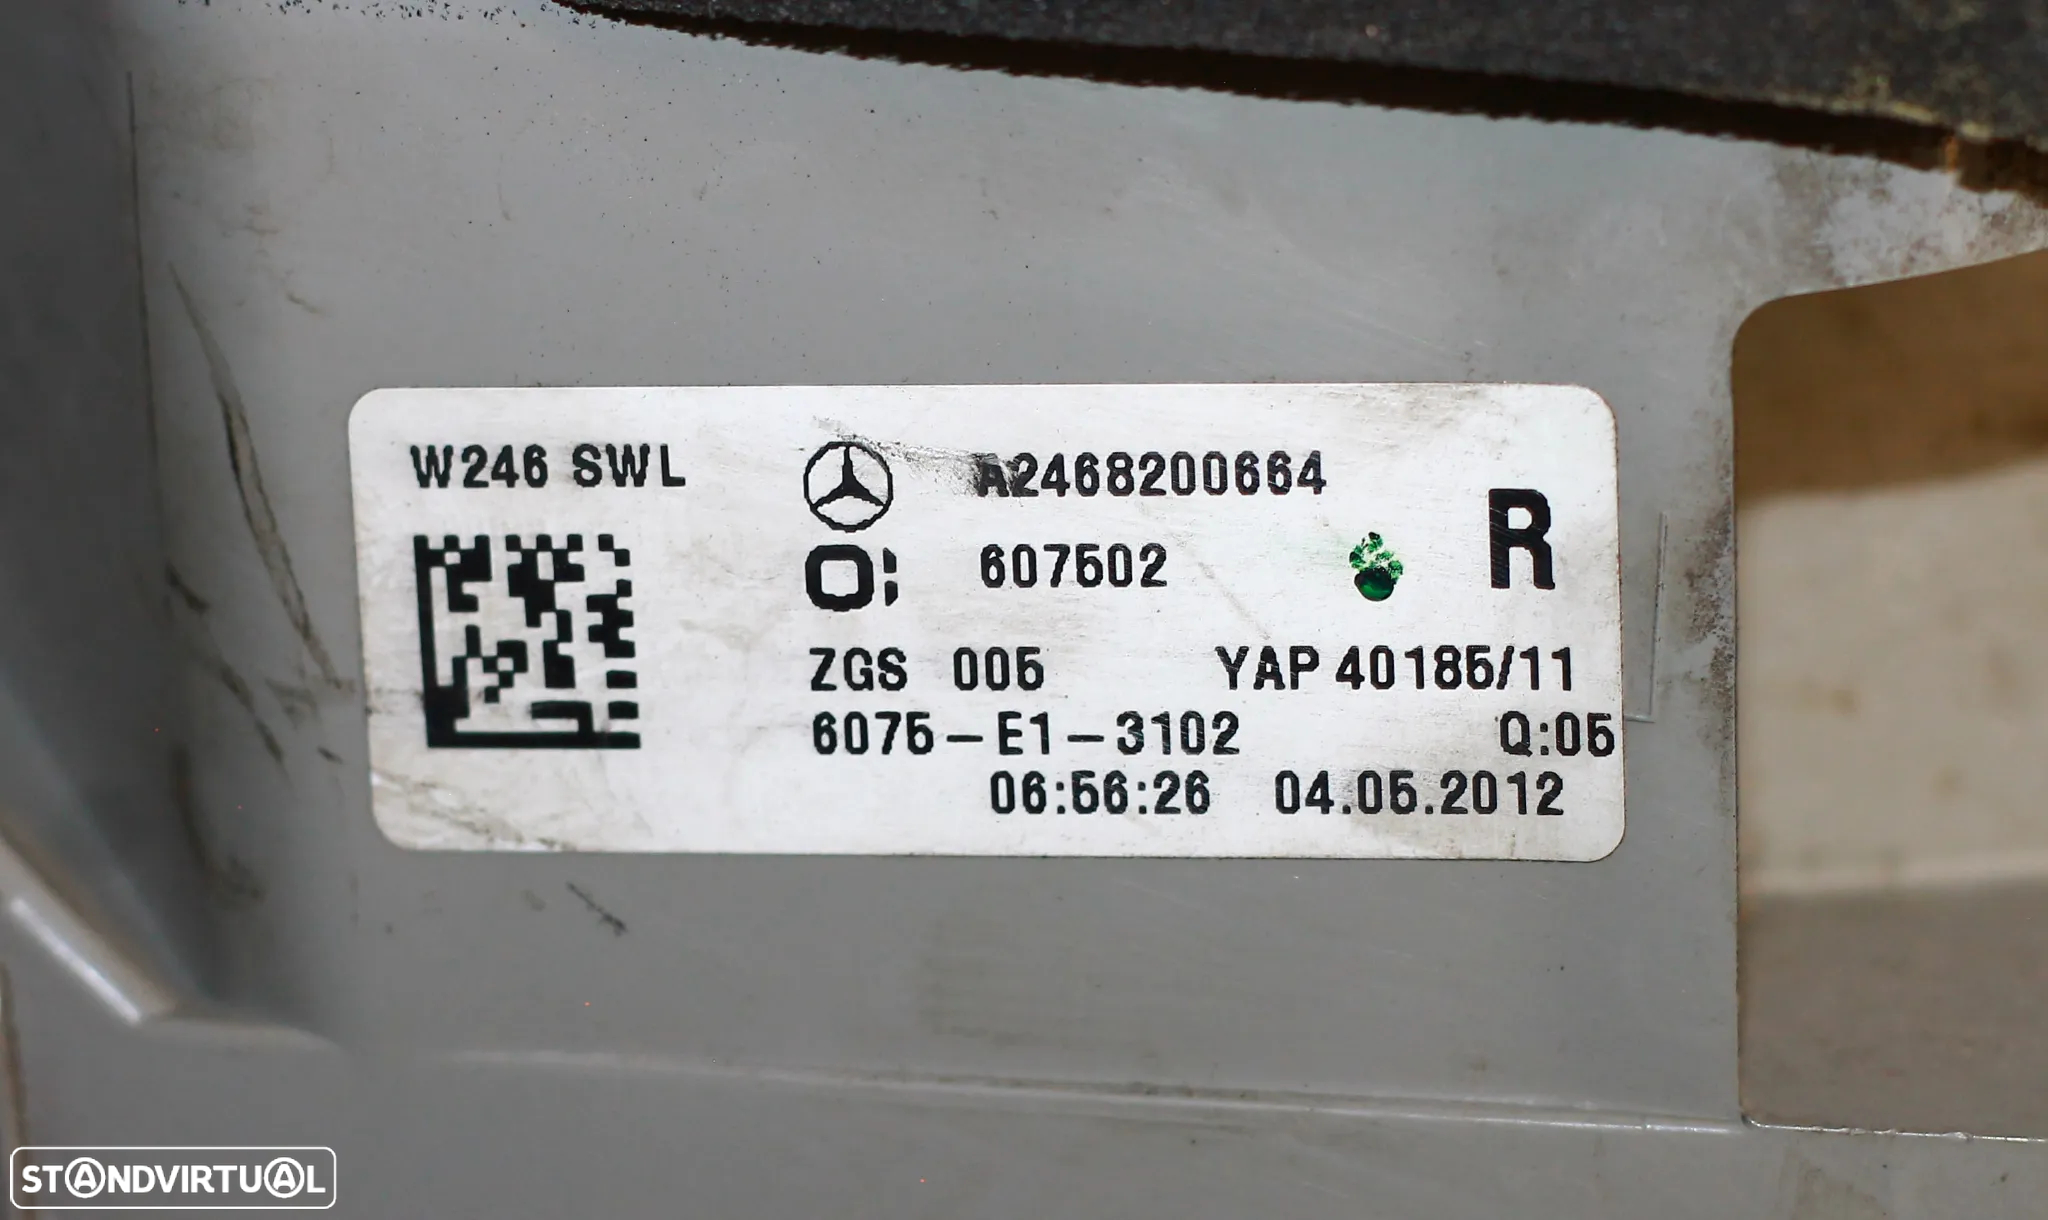 W246 SWL
A2468200664
R
607502
ZGS 005 YAP 40185/11
6075-E1-3102 Q:05
06:56:26 04.05.2012
STANDVIRTUAL